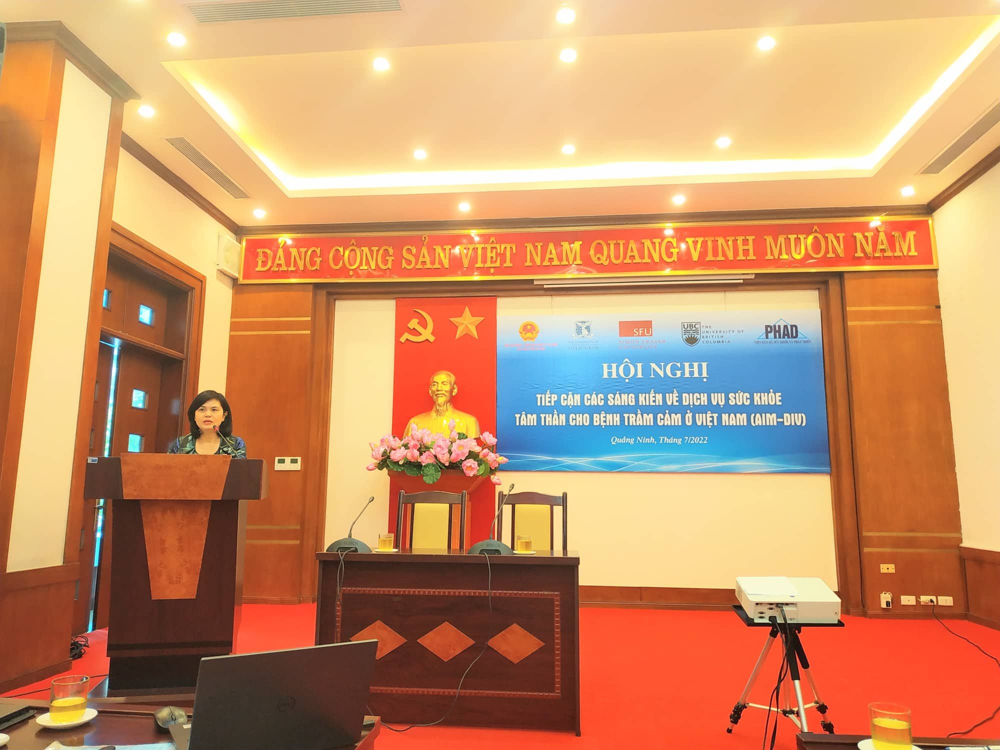 ĐẢNG CỘNG SẢN VIỆT NAM QUANG VINH MUÔN NĂM
THE UNIVERSITY OF
MELBOURNE
SFU
SIMON FRASER
UNIVERSITY
UBC
THE
UNIVERSITY OF
BRITISH
COLUMBIA
PHAD
VIỆN DÂN SỐ, SỨC KHỎE VÀ PHÁT TRIỂN
HỘI NGHỊ
TIẾP CẬN CÁC SÁNG KIẾN VỀ DỊCH VỤ SỨC KHỎE
TÂM THẦN CHO BỆNH TRẦM CẢM Ở VIỆT NAM (AIM-DIV)
Quảng Ninh, Tháng 7/2022
BOSCH
BOSCH
DELL